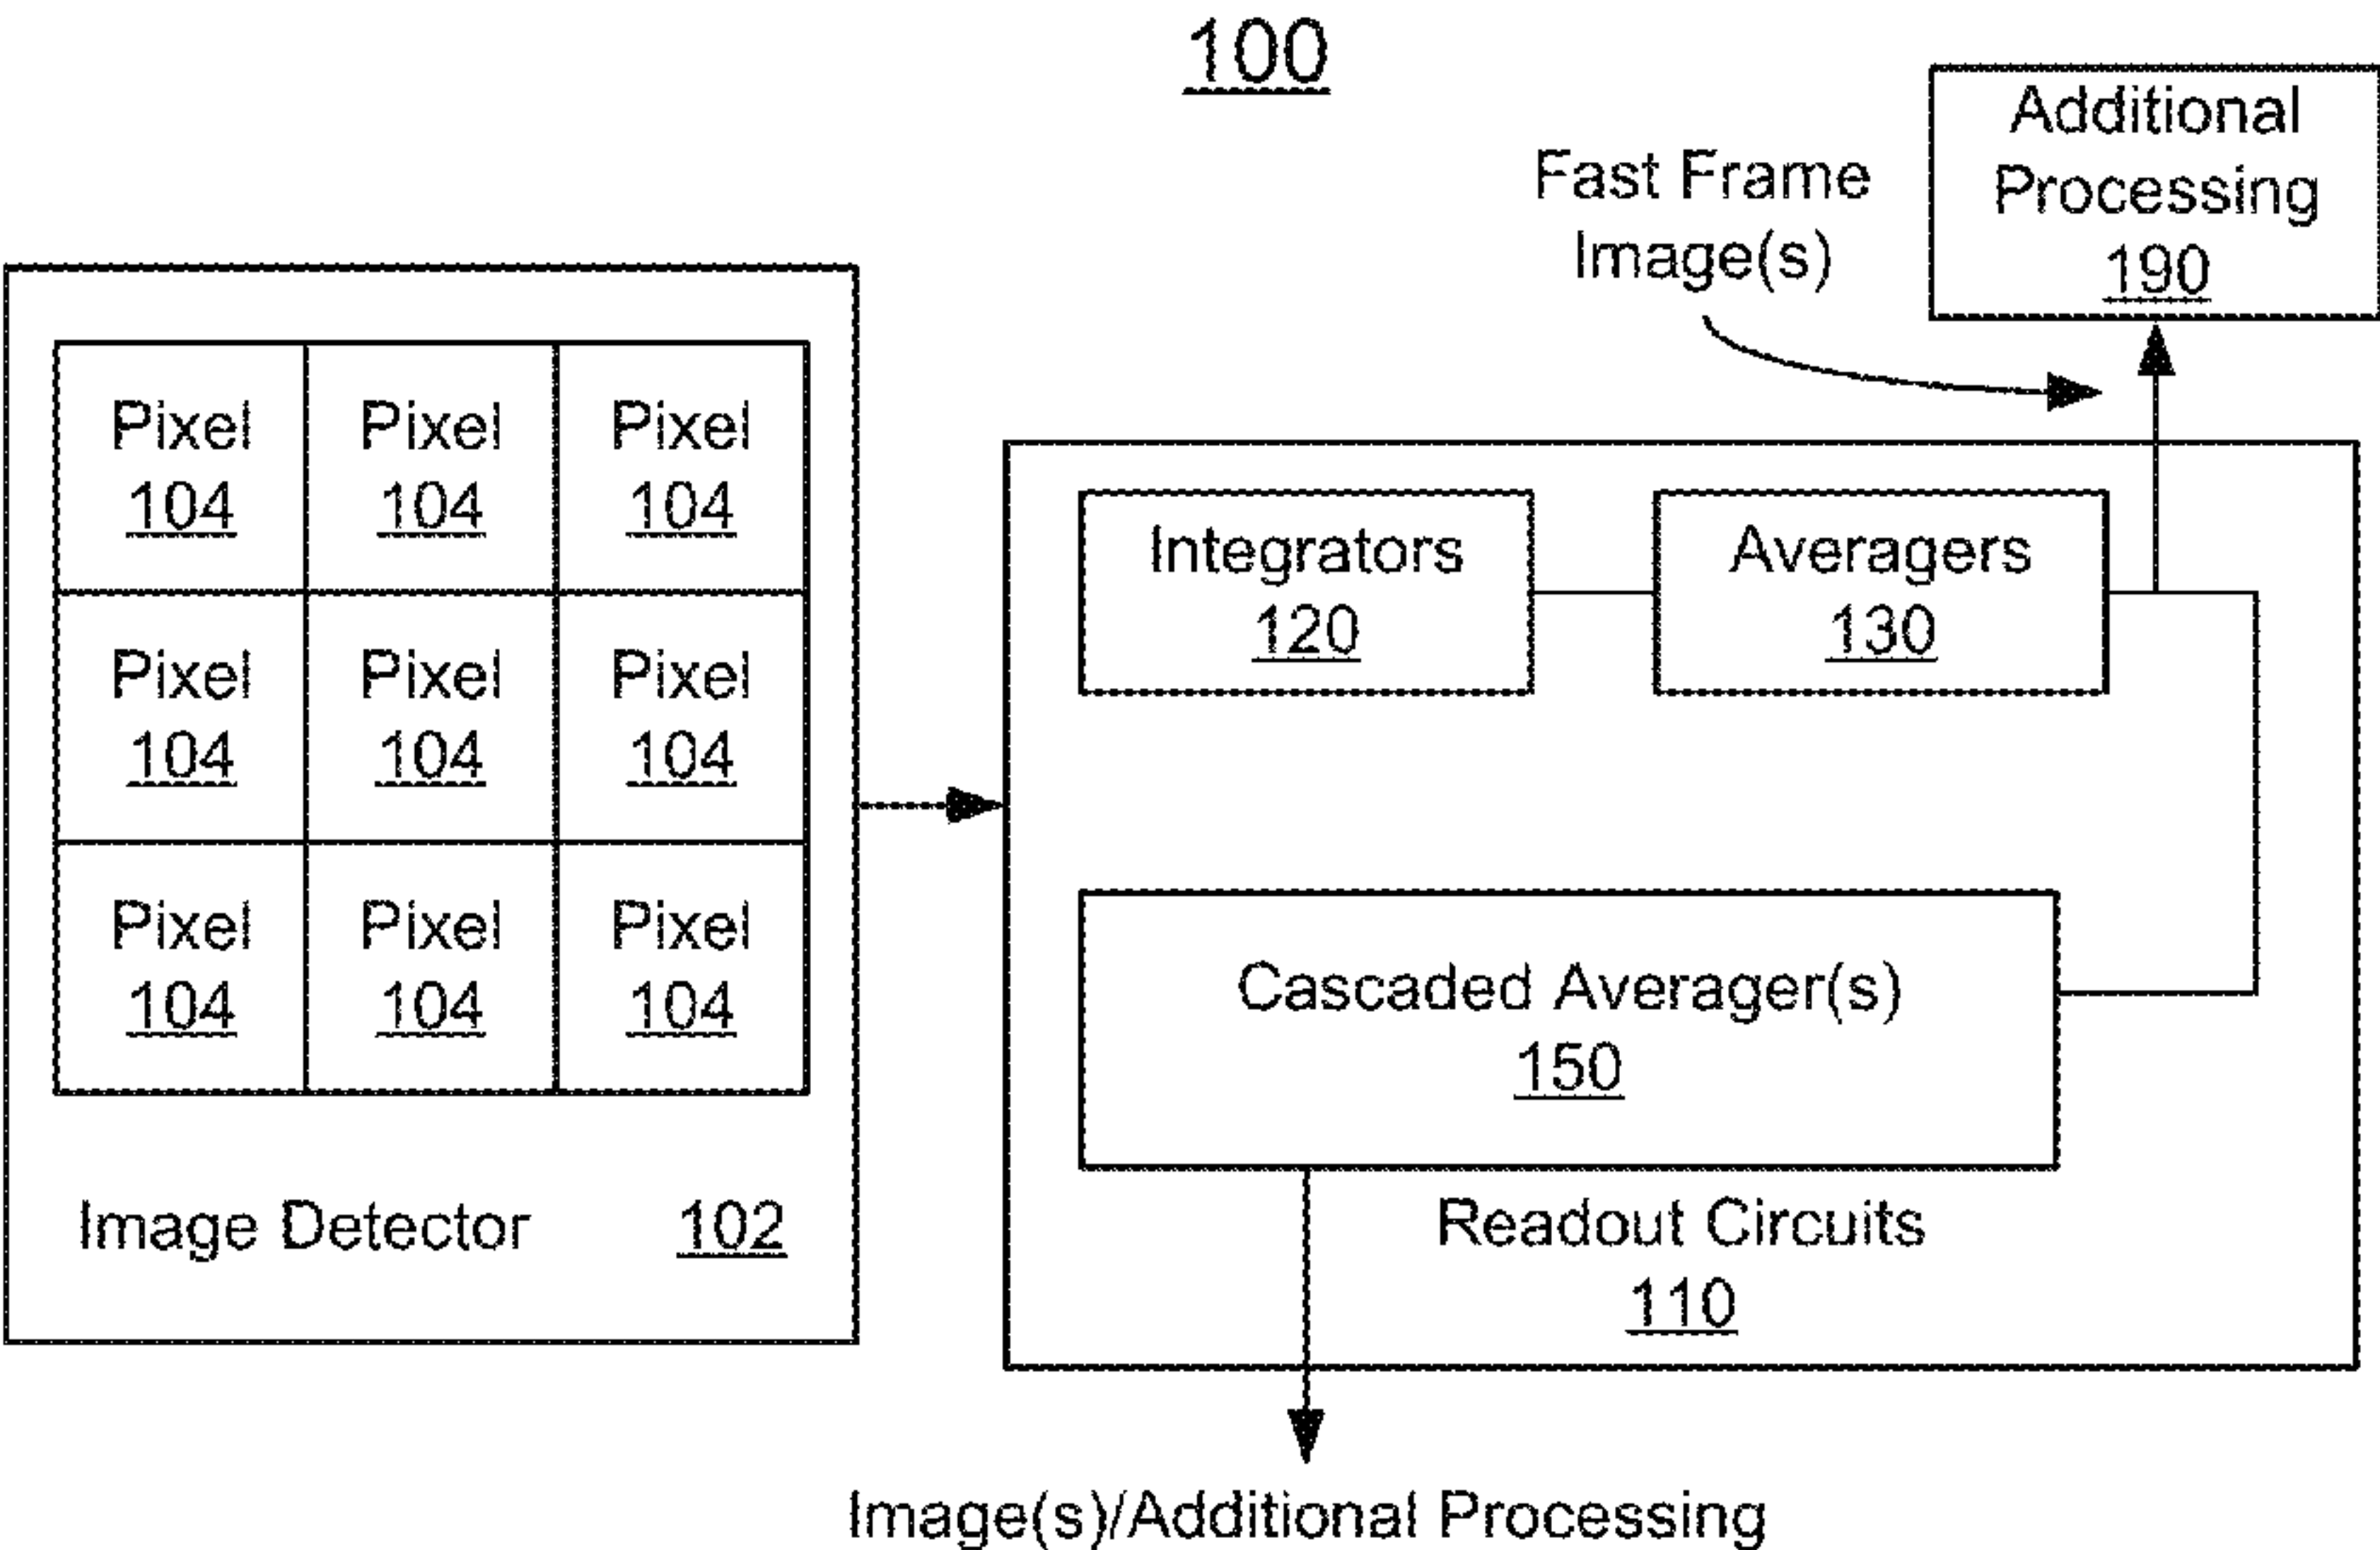 100
Additional
Processing
190
Fast Frame
Image(s)
Pixel Pixel Pixel
104 104 104
Pixel Pixel Pixel
104 104 104
Pixel Pixel Pixel
104 104 104
Image Detector 102
Integrators
120
Averagers
130
Cascaded Averager(s)
150
Readout Circuits
110
Image(s)/Additional Processing